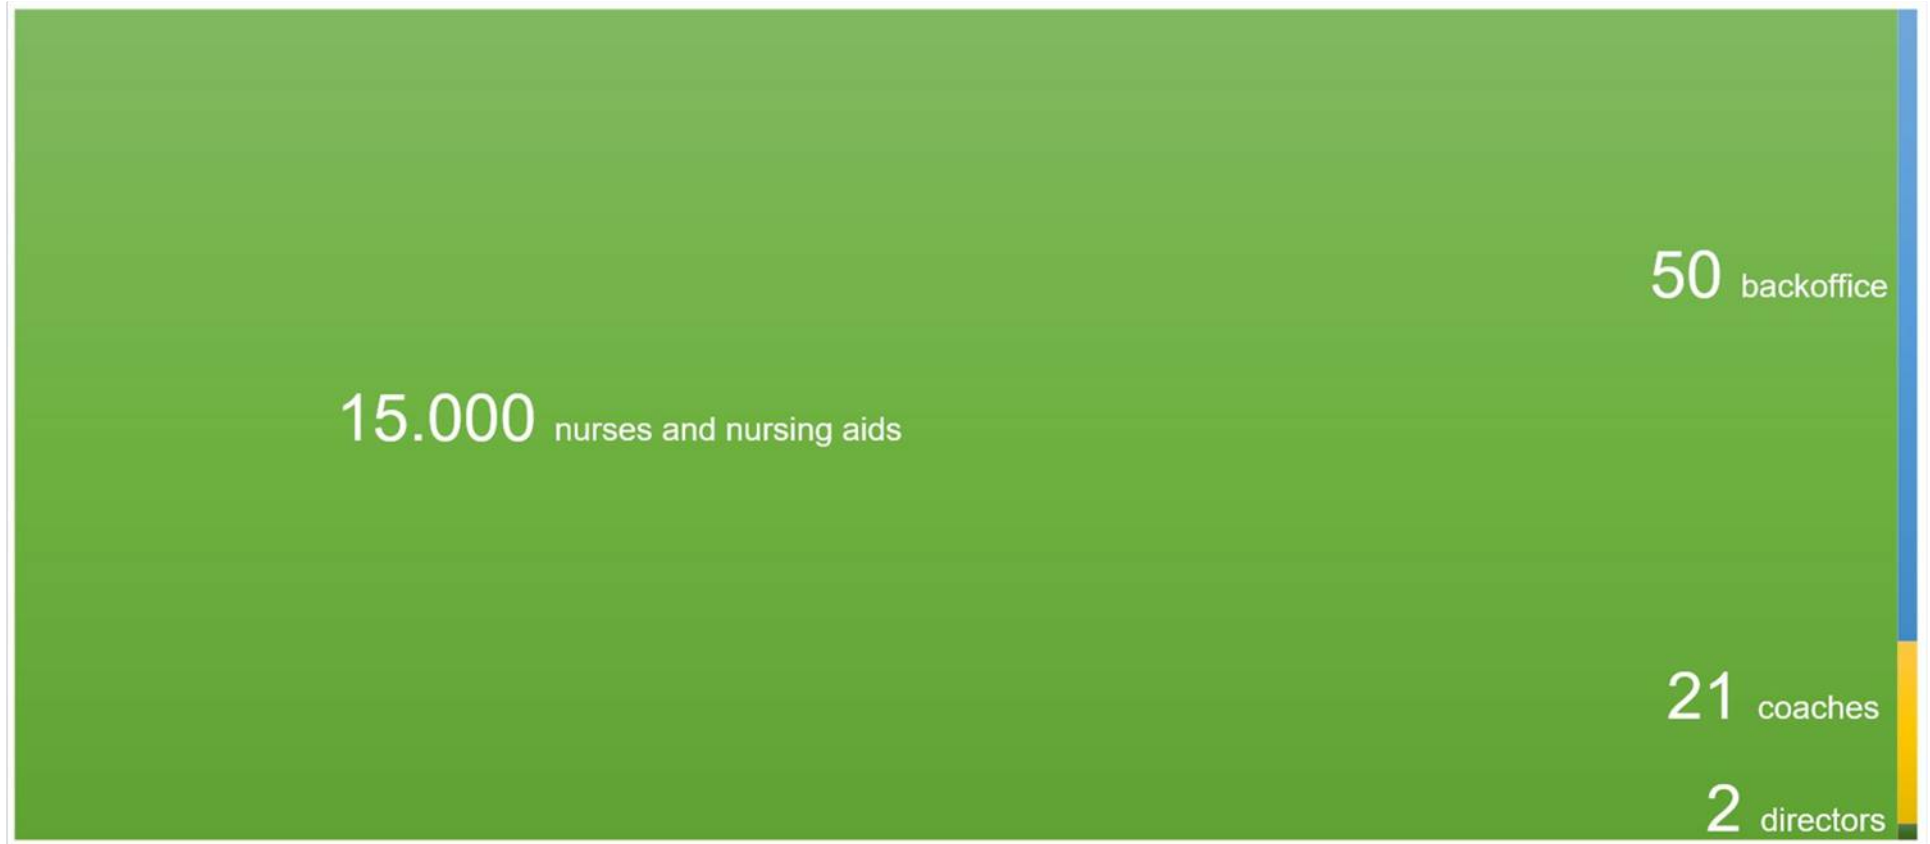 50 backoffice
15.000 nurses and nursing aids
21 coaches
2 directors